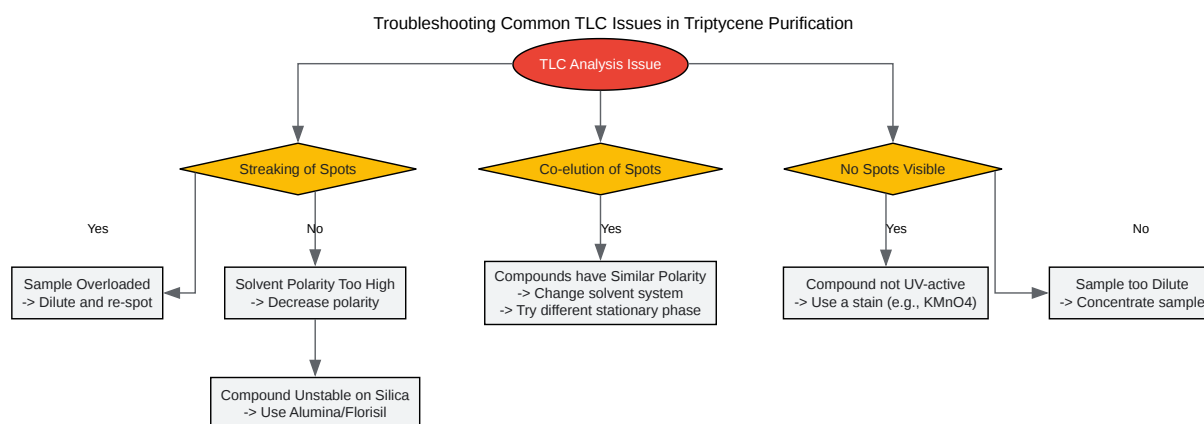 Troubleshooting Common TLC Issues in Triptycene Purification
TLC Analysis Issue
Streaking of Spots
Co-elution of Spots
No Spots Visible
Yes
No
Yes
Yes
No
Sample Overloaded
-> Dilute and re-spot
Solvent Polarity Too High
-> Decrease polarity
Compounds have Similar Polarity
-> Change solvent system
-> Try different stationary phase
Compound not UV-active
-> Use a stain (e.g., KMnO4)
Sample too Dilute
-> Concentrate sample
Compound Unstable on Silica
-> Use Alumina/Florisil